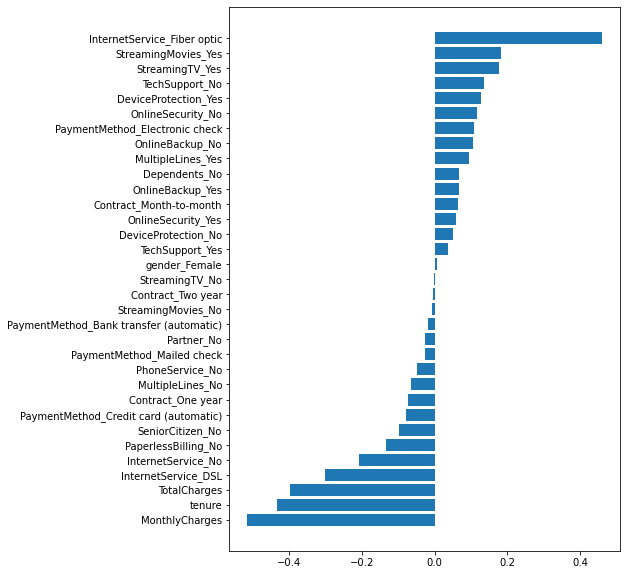 InternetService_Fiber optic
StreamingMovies_Yes
StreamingTV_Yes
TechSupport_No
DeviceProtection_Yes
OnlineSecurity_No
PaymentMethod_Electronic check
OnlineBackup_No
MultipleLines_Yes
Dependents_No
OnlineBackup_Yes
Contract_Month-to-month
OnlineSecurity_Yes
DeviceProtection_No
TechSupport_Yes
gender_Female
StreamingTV_No
Contract_Two year
StreamingMovies_No
PaymentMethod_Bank transfer (automatic)
Partner_No
PaymentMethod_Mailed check
PhoneService_No
MultipleLines_No
Contract_One year
PaymentMethod_Credit card (automatic)
SeniorCitizen_No
PaperlessBilling_No
InternetService_No
InternetService_DSL
TotalCharges
tenure
MonthlyCharges
−0.4 −0.2 0.0 0.2 0.4